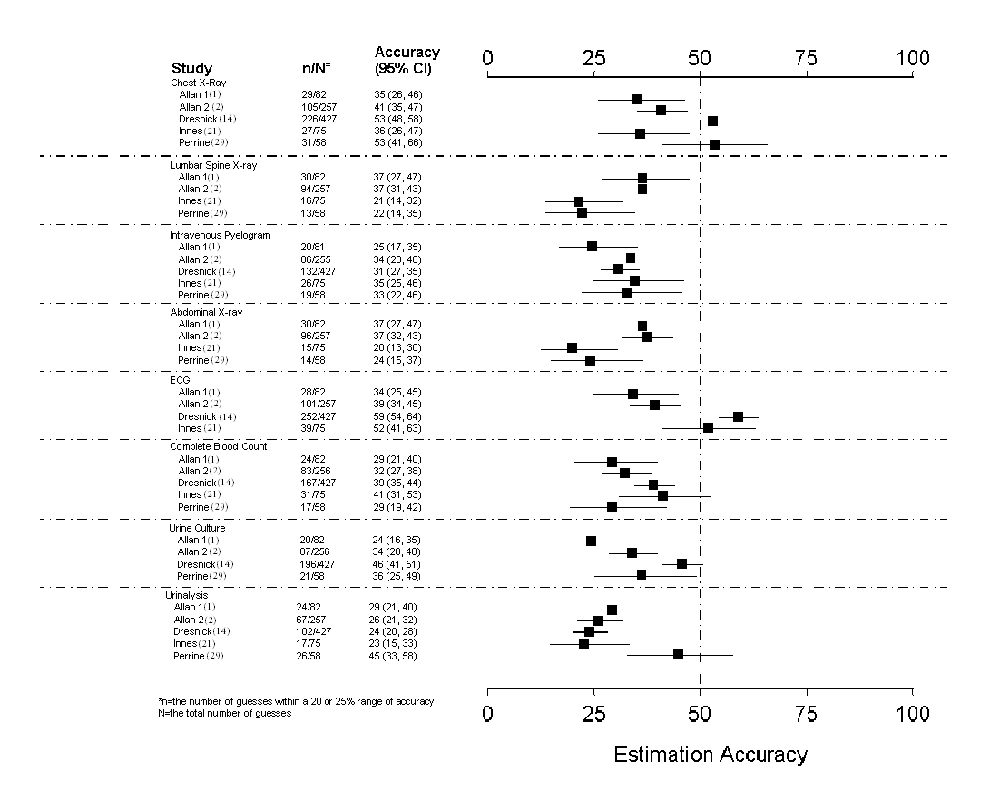 Accuracy
Study n/N* (95% CI)
0 25 50 75 100
Chest X-Ray
Allan 1(1) 29/82 35 (26, 46)
Allan 2(2) 105/257 41 (35, 47)
Dresnick(14) 226/427 53 (48, 58)
Innes(21) 27/75 36 (26, 47)
Perrine(29) 31/58 53 (41, 66)
Lumbar Spine X-ray
Allan 1(1) 30/82 37 (27, 47)
Allan 2(2) 94/257 37 (31, 43)
Innes(21) 16/75 21 (14, 32)
Perrine(29) 13/58 22 (14, 35)
Intravenous Pyelogram
Allan 1(1) 20/81 25 (17, 35)
Allan 2(2) 86/255 34 (28, 40)
Dresnick(14) 132/427 31 (27, 35)
Innes(21) 26/75 35 (25, 46)
Perrine(29) 19/58 33 (22, 46)
Abdominal X-ray
Allan 1(1) 30/82 37 (27, 47)
Allan 2(2) 96/257 37 (32, 43)
Innes(21) 15/75 20 (13, 30)
Perrine(29) 14/58 24 (15, 37)
ECG
Allan 1(1) 28/82 34 (25, 45)
Allan 2(2) 101/257 39 (34, 45)
Dresnick(14) 252/427 59 (54, 64)
Innes(21) 39/75 52 (41, 63)
Complete Blood Count
Allan 1(1) 24/82 29 (21, 40)
Allan 2(2) 83/256 32 (27, 38)
Dresnick(14) 167/427 39 (35, 44)
Innes(21) 31/75 41 (31, 53)
Perrine(29) 17/58 29 (19, 42)
Urine Culture
Allan 1(1) 20/82 24 (16, 35)
Allan 2(2) 87/256 34 (28, 40)
Dresnick(14) 196/427 46 (41, 51)
Perrine(29) 21/58 36 (25, 49)
Urinalysis
Allan 1(1) 24/82 29 (21, 40)
Allan 2(2) 67/257 26 (21, 32)
Dresnick(14) 102/427 24 (20, 28)
Innes(21) 17/75 23 (15, 33)
Perrine(29) 26/58 45 (33, 58)
*n=the number of guesses within a 20 or 25% range of accuracy
N=the total number of guesses
0 25 50 75 100
Estimation Accuracy